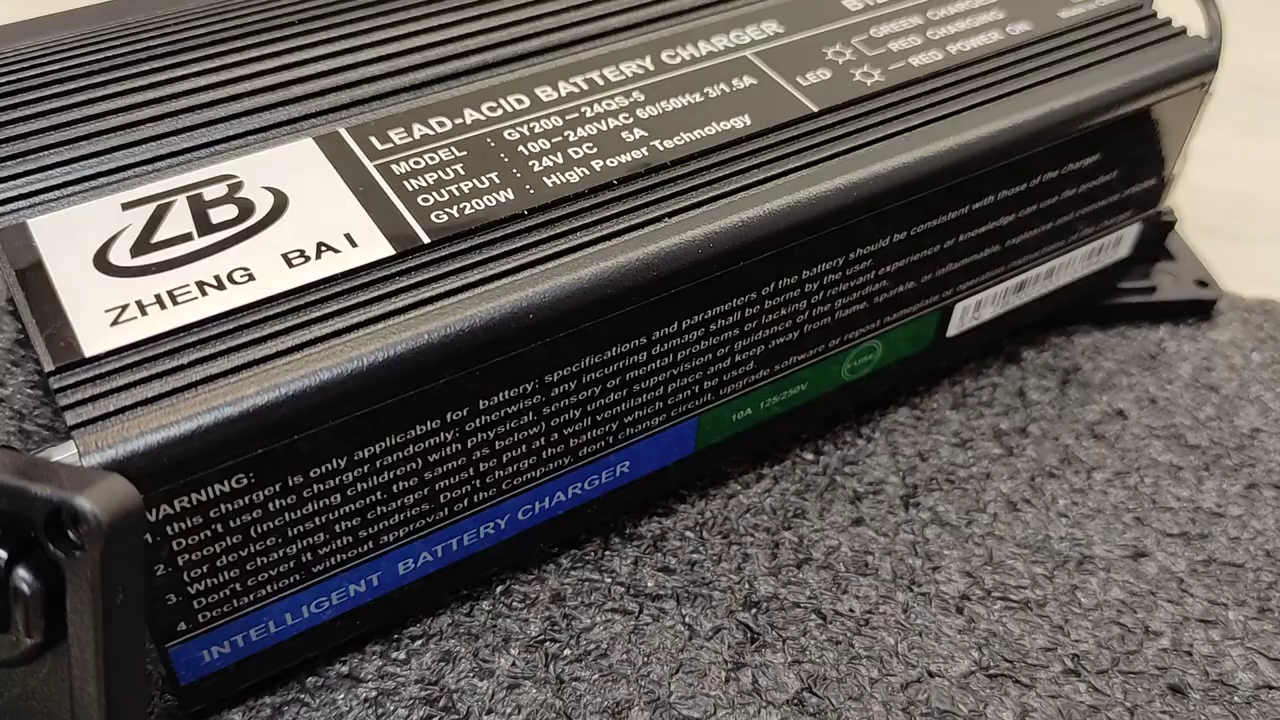 ZB
ZHENG BAI
LEAD-ACID BATTERY CHARGER
MODEL : GY200-24QS-5
INPUT : 100-240VAC 60/50Hz 3/1.5A
OUTPUT : 24V DC 5A
GY200W : High Power Technology
LED
GREEN CHARGED
RED CHARGING
RED POWER ON
WARNING:
1. this charger is only applicable for battery; specifications and parameters of the battery should be consistent with those of the charger.
Don't use the charger randomly; otherwise, any incurring damage shall be borne by the user.
2. People (including children) with physical, sensory or mental problems or lacking of relevant experience or knowledge can use the product
(or device, instrument, the same as below) only under supervision or guidance of the guardian.
3. While charging, the charger must be put at a well ventilated place and keep away from flame, sparkle, or inflammable, explosive and corrosive
Don't cover it with sundries. Don't charge the battery which can't be used.
4. Declaration: without approval of the Company, don't change circuit, upgrade software or repost nameplate or operation instructions of the charger.
INTELLIGENT BATTERY CHARGER
10A 125/250V
FUSE